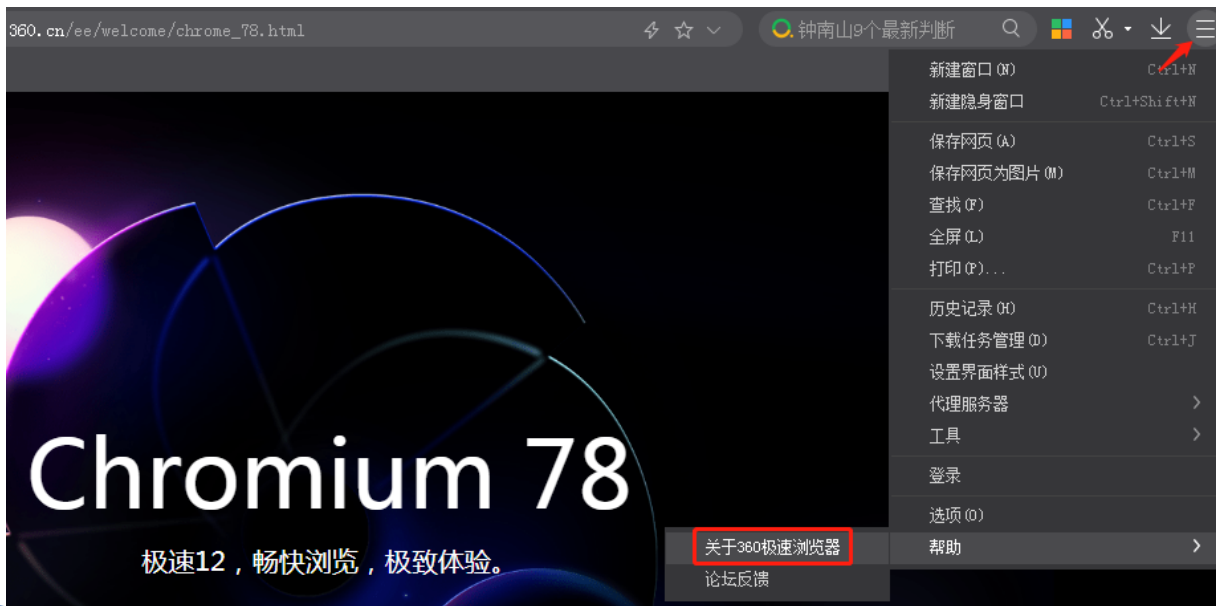 360.cn/ee/welcome/chrome_78.html
钟南山9个最新判断
新建窗口(N) Ctrl+N
新建隐身窗口 Ctrl+Shift+N
保存网页(A) Ctrl+S
保存网页为图片(M) Ctrl+M
查找(F) Ctrl+F
全屏(L) F11
打印(P)... Ctrl+P
历史记录(H) Ctrl+H
下载任务管理(D) Ctrl+J
设置界面样式(U)
代理服务器
工具
登录
选项(O)
帮助
关于360极速浏览器
论坛反馈
Chromium 78
极速12，畅快浏览，极致体验。